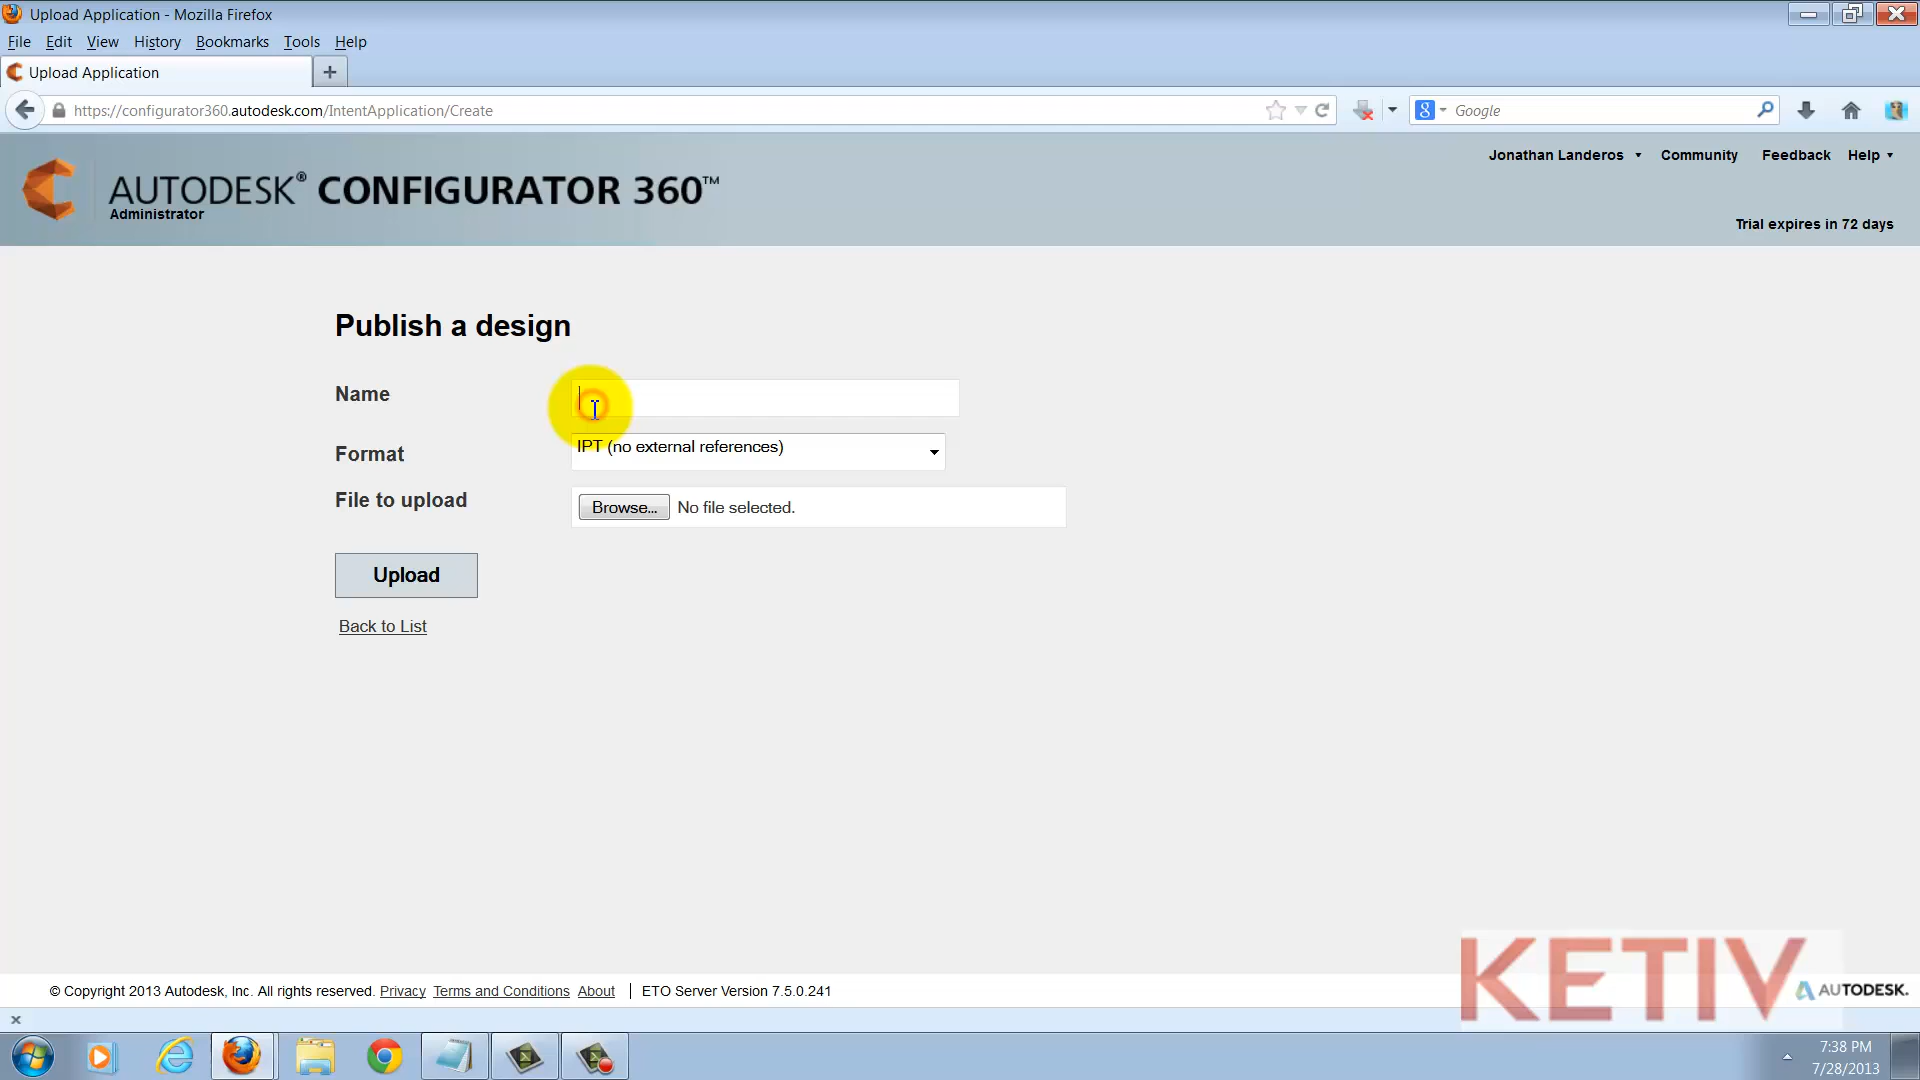 Upload Application - Mozilla Firefox
File Edit View History Bookmarks Tools Help
Upload Application +
https://configurator360.autodesk.com/IntentApplication/Create
8 Google
AUTODESK® CONFIGURATOR 360™
Administrator
Jonathan Landeros Community Feedback Help
Trial expires in 72 days
Publish a design
Name
Format IPT (no external references)
File to upload Browse... No file selected.
Upload
Back to List
© Copyright 2013 Autodesk, Inc. All rights reserved. Privacy Terms and Conditions About | ETO Server Version 7.5.0.241
KETIV AUTODESK.
7:38 PM
7/28/2013